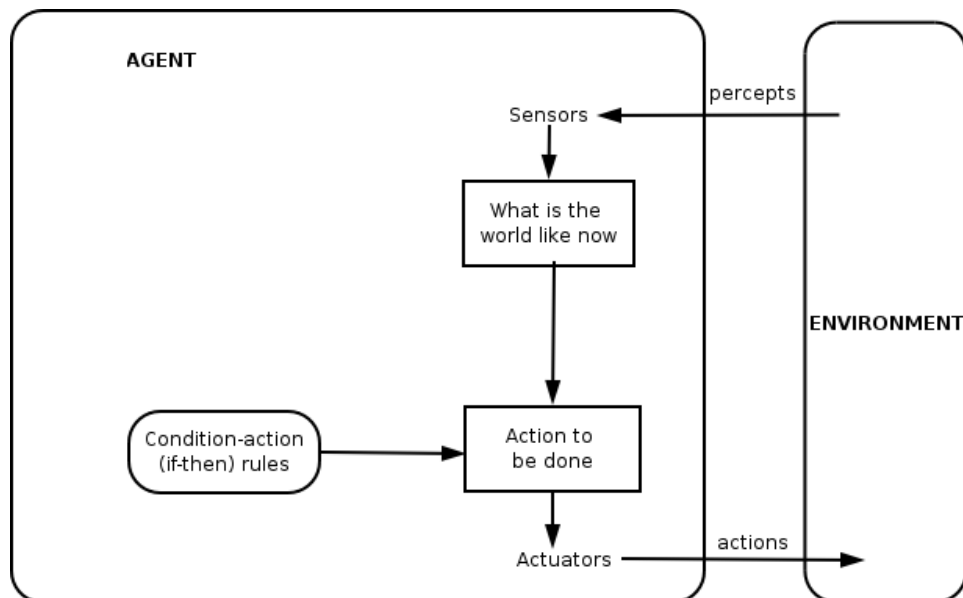 AGENT
percepts
Sensors
What is the
world like now
ENVIRONMENT
Condition-action
(if-then) rules
Action to
be done
Actuators
actions